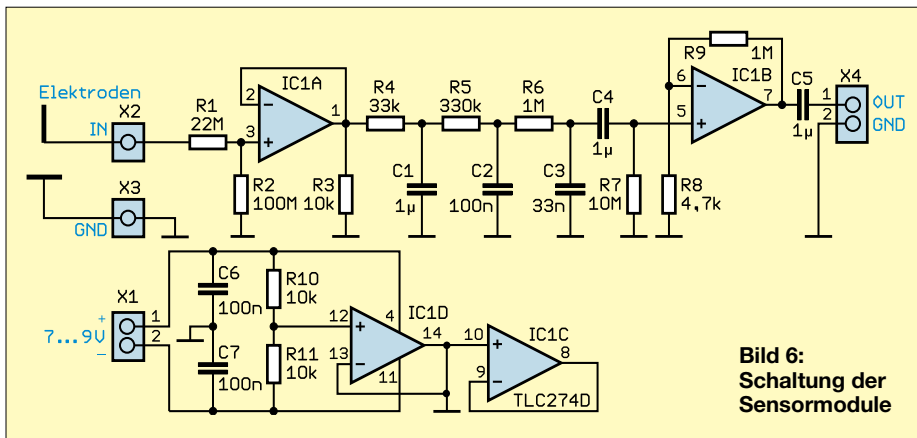 Elektroden
X2
IN
R1
22M
3
2
IC1A
1
R2
100M
R3
10k
R4
33k
C1
1µ
R5
330k
C2
100n
R6
1M
C3
33n
C4
1µ
R7
10M
R9
1M
6
5
IC1B
7
R8
4,7k
C5
1µ
X4
1
2
OUT
GND
X3
GND
X1
+
7...9V
−
1
2
C6
100n
C7
100n
R10
10k
R11
10k
12
13
4
11
IC1D
14
10
9
IC1C
8
TLC274D
Bild 6:
Schaltung der
Sensormodule